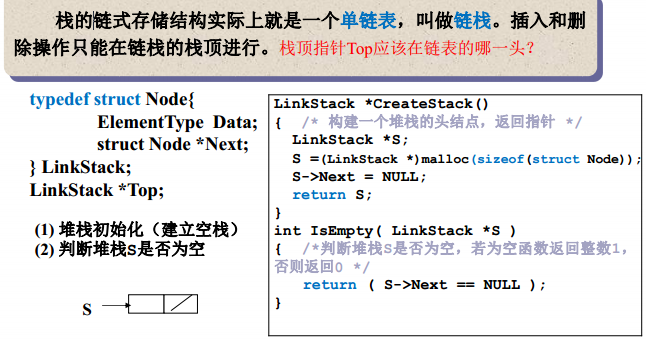 栈的链式存储结构实际上就是一个单链表，叫做链栈。插入和删
除操作只能在链栈的栈顶进行。栈顶指针Top应该在链表的哪一头？
typedef struct Node{
ElementType Data;
struct Node *Next;
} LinkStack;
LinkStack *Top;
(1) 堆栈初始化（建立空栈）
(2) 判断堆栈S是否为空
S
LinkStack *CreateStack()
{ /* 构建一个堆栈的头结点，返回指针 */
LinkStack *S;
S =(LinkStack *)malloc(sizeof(struct Node));
S->Next = NULL;
return S;
}
int IsEmpty( LinkStack *S )
{ /*判断堆栈S是否为空，若为空函数返回整数1，
否则返回0 */
return ( S->Next == NULL );
}